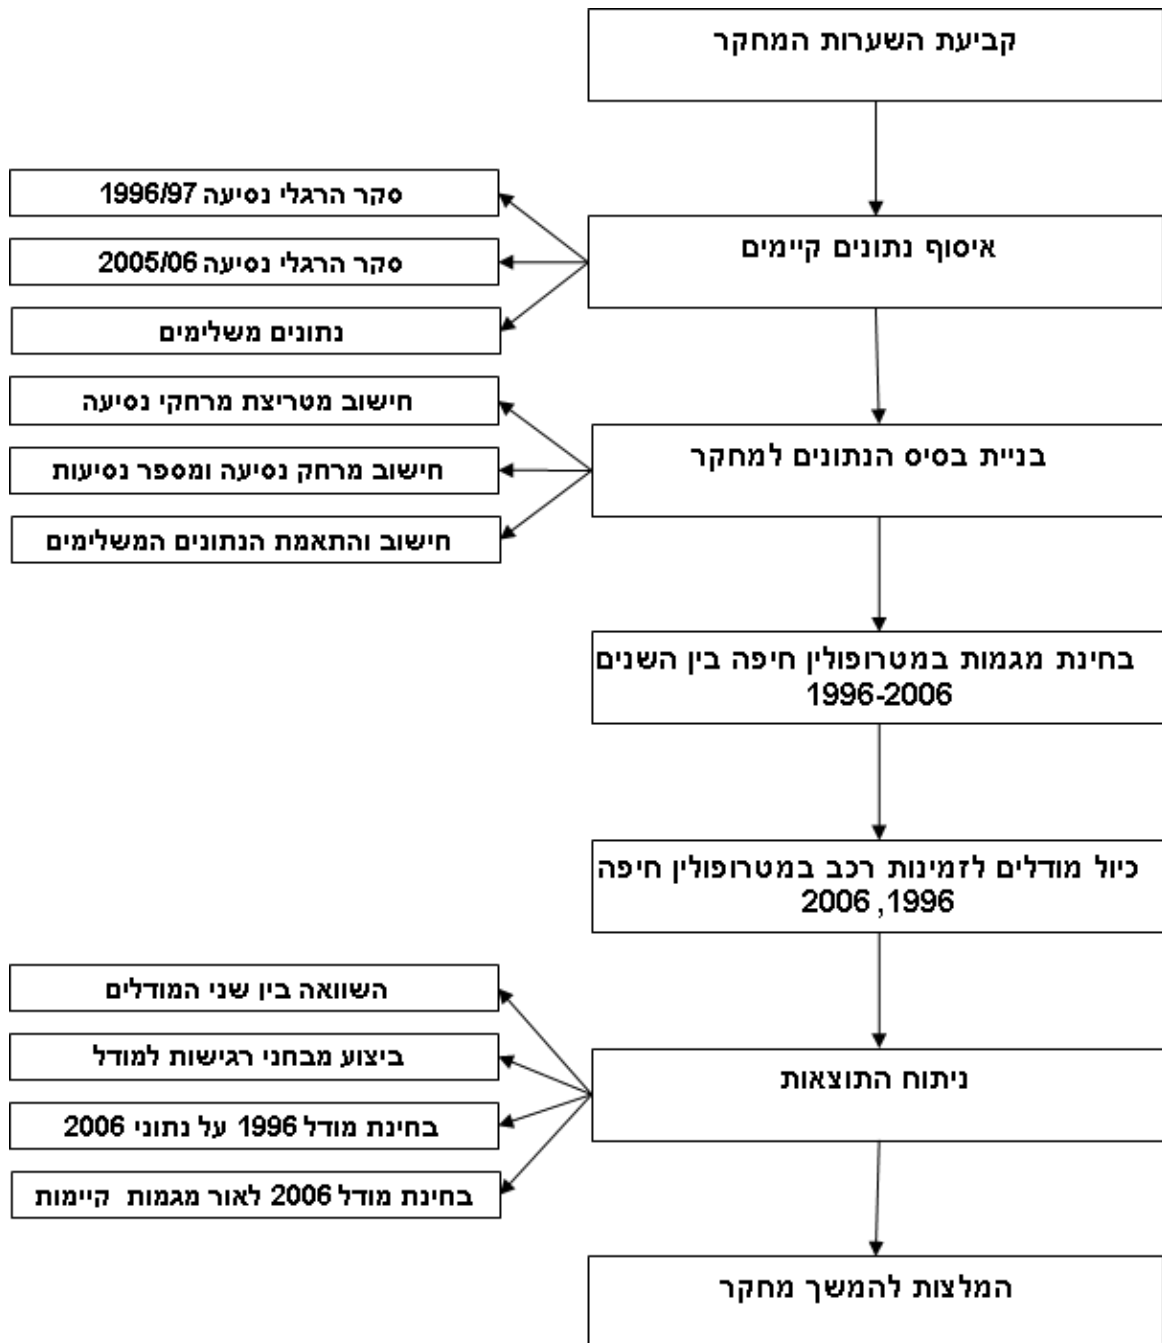 קביעת השערות המחקר
איסוף נתונים קיימים
סקר הרגלי נסיעה 1996/97
סקר הרגלי נסיעה 2005/06
נתונים משלימים
בניית בסיס הנתונים למחקר
חישוב מטריצת מרחקי נסיעה
חישוב מרחק נסיעה ומספר נסיעות
חישוב והתאמת הנתונים המשלימים
בחינת מגמות במטרופולין חיפה בין השנים
1996-2006
כיול מודלים לזמינות רכב במטרופולין חיפה
1996, 2006
ניתוח התוצאות
השוואה בין שני המודלים
ביצוע מבחני רגישות למודל
בחינת מודל 1996 על נתוני 2006
בחינת מודל 2006 לאור מגמות קיימות
המלצות להמשך מחקר